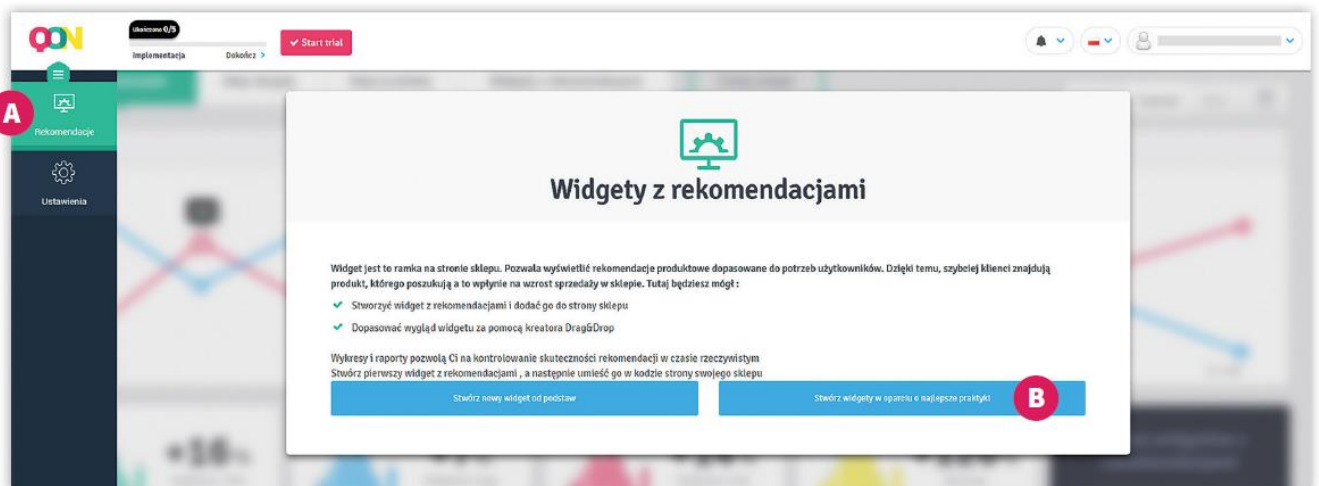 QON
Ukończono 0/5
Implementacja
Dokończ >
Start trial
A
Rekomendacje
Ustawienia
Widgety z rekomendacjami
Widget jest to ramka na stronie sklepu. Pozwala wyświetlić rekomendacje produktowe dopasowane do potrzeb użytkowników. Dzięki temu, szybciej klienci znajdują
produkt, którego poszukują a to wpłynie na wzrost sprzedaży w sklepie. Tutaj będziesz mógł :
Stworzyć widget z rekomendacjami i dodać go do strony sklepu
Dopasować wygląd widgetu za pomocą kreatora Drag&Drop
Wykresy i raporty pozwolą Ci na kontrolowanie skuteczności rekomendacji w czasie rzeczywistym
Stwórz pierwszy widget z rekomendacjami , a następnie umieść go w kodzie strony swojego sklepu
Stwórz nowy widget od podstaw
Stwórz widgety w oparciu o najlepsze praktyki
B
+16